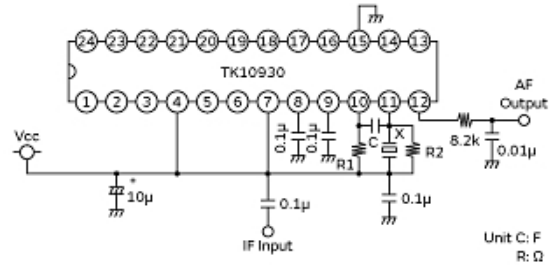 24 23 22 21 20 19 18 17 16 15 14 13
TK10930
1 2 3 4 5 6 7 8 9 10 11 12
AF
Output
Vcc
0.1μ
0.1μ
C
X
R1
R2
8.2k
0.01μ
*
10μ
0.1μ
0.1μ
IF Input
Unit C: F
R: Ω